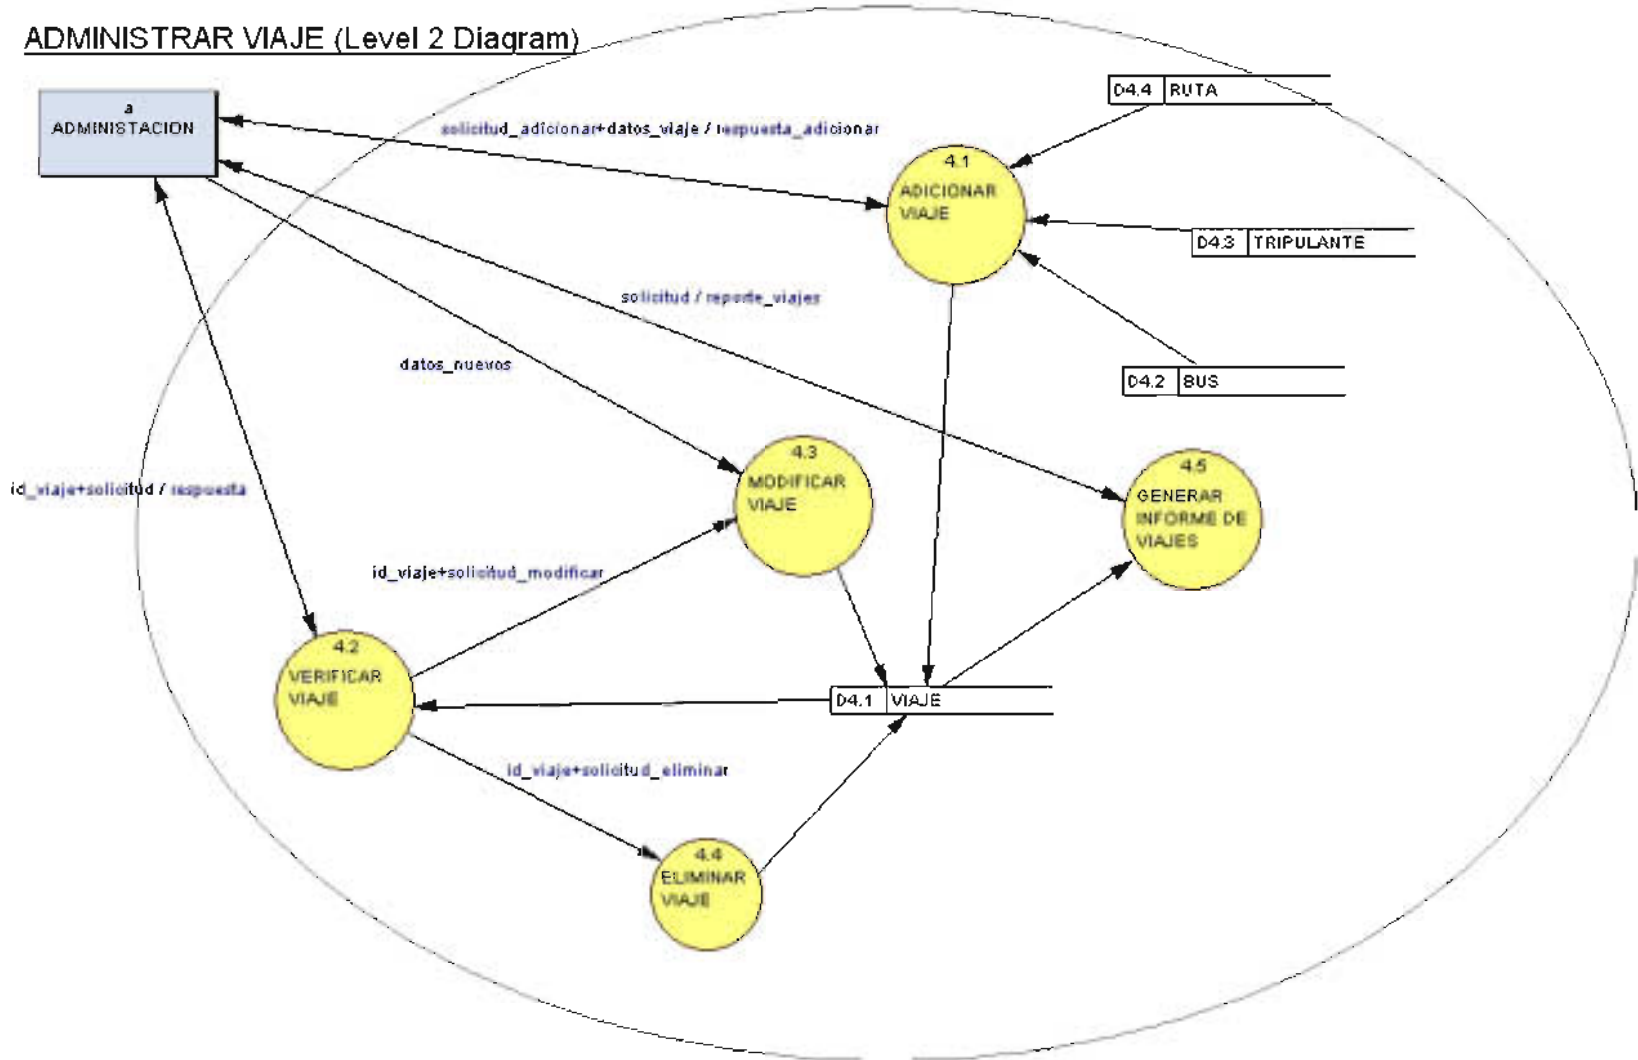 ADMINISTRAR VIAJE (Level 2 Diagram)
a
ADMINISTACION
solicitud_adicionar+datos_viaje / respuesta_adicionar
D4.4 RUTA
4.1
ADICIONAR
VIAJE
D4.3 TRIPULANTE
solicitud / reporte_viajes
datos_nuevos
D4.2 BUS
4.3
MODIFICAR
VIAJE
4.5
GENERAR
INFORME DE
VIAJES
id_viaje+solicitud / respuesta
id_viaje+solicitud_modificar
4.2
VERIFICAR
VIAJE
D4.1 VIAJE
id_viaje+solicitud_eliminar
4.4
ELIMINAR
VIAJE